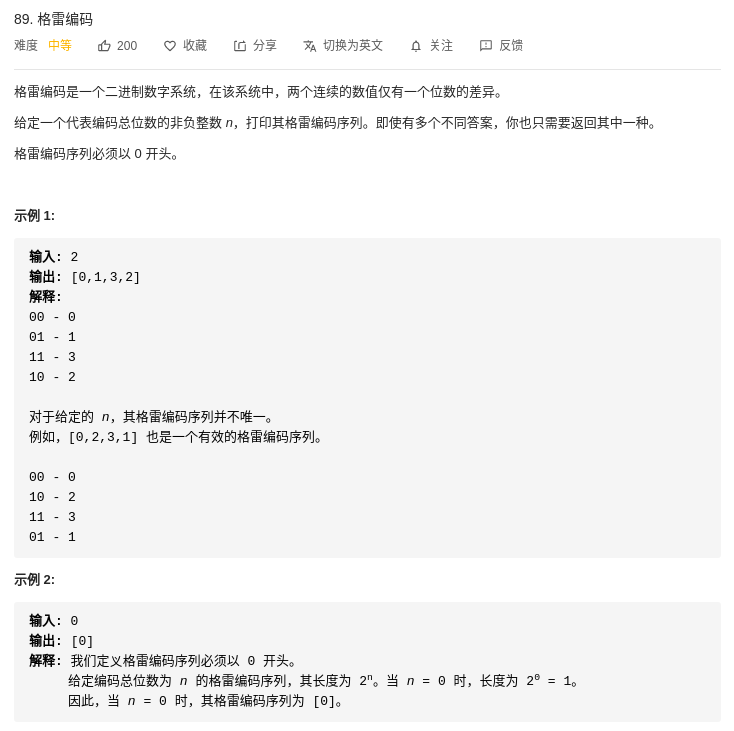 89. 格雷编码
难度 中等 200 收藏 分享 切换为英文 关注 反馈
格雷编码是一个二进制数字系统，在该系统中，两个连续的数值仅有一个位数的差异。
给定一个代表编码总位数的非负整数 n，打印其格雷编码序列。即使有多个不同答案，你也只需要返回其中一种。
格雷编码序列必须以 0 开头。
示例 1:
输入: 2
输出: [0,1,3,2]
解释:
00 - 0
01 - 1
11 - 3
10 - 2
对于给定的 n，其格雷编码序列并不唯一。
例如，[0,2,3,1] 也是一个有效的格雷编码序列。
00 - 0
10 - 2
11 - 3
01 - 1
示例 2:
输入: 0
输出: [0]
解释: 我们定义格雷编码序列必须以 0 开头。
给定编码总位数为 n 的格雷编码序列，其长度为 2ⁿ。当 n = 0 时，长度为 2⁰ = 1。
因此，当 n = 0 时，其格雷编码序列为 [0]。